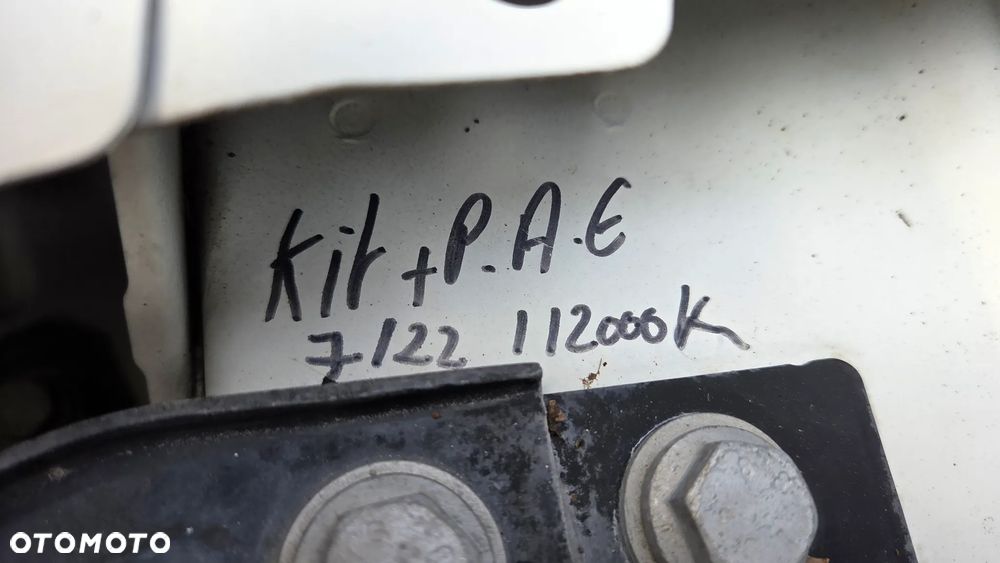 Kit + P.A.E
7/22 112000K
OTOMOTO